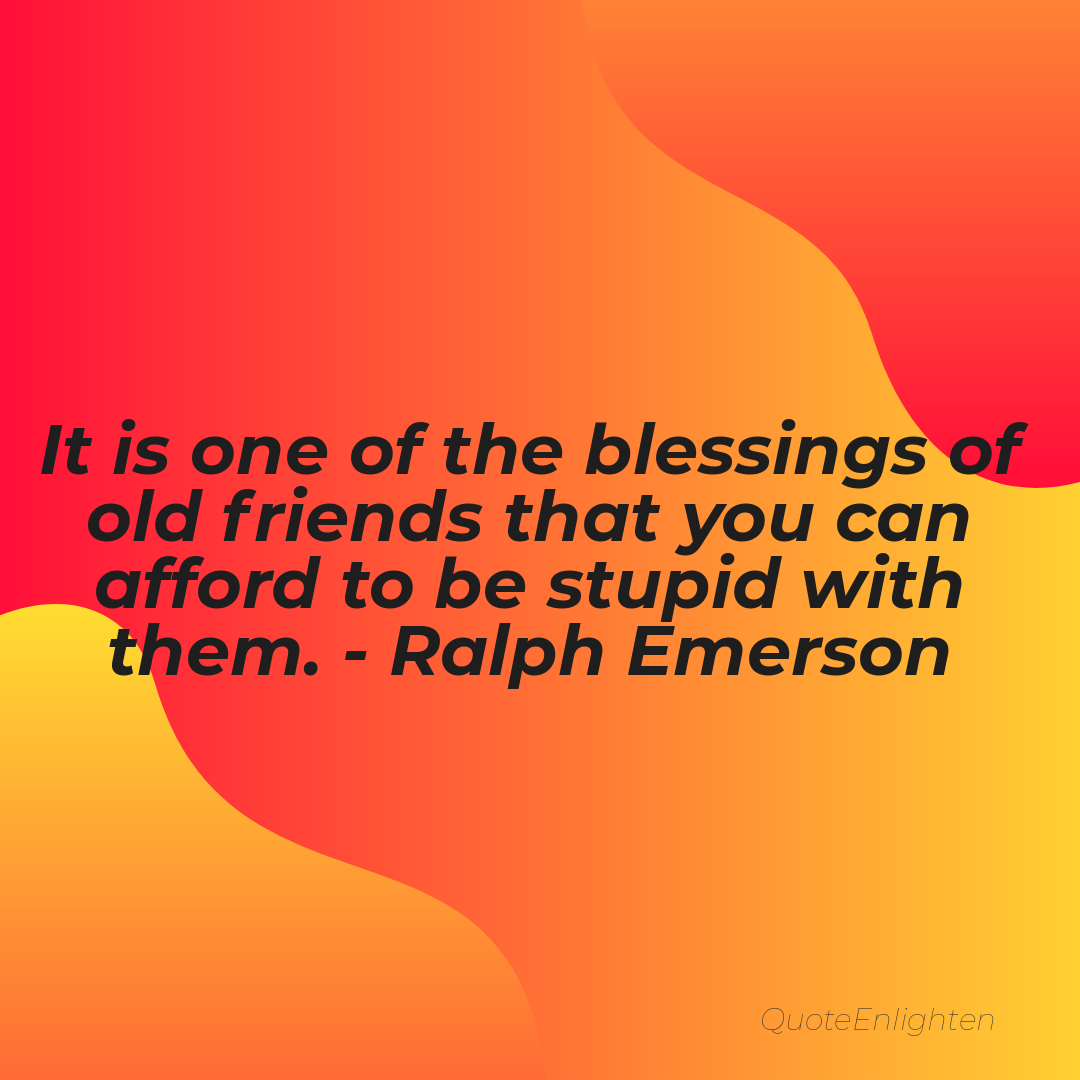 It is one of the blessings of
old friends that you can
afford to be stupid with
them. - Ralph Emerson
QuoteEnlighten